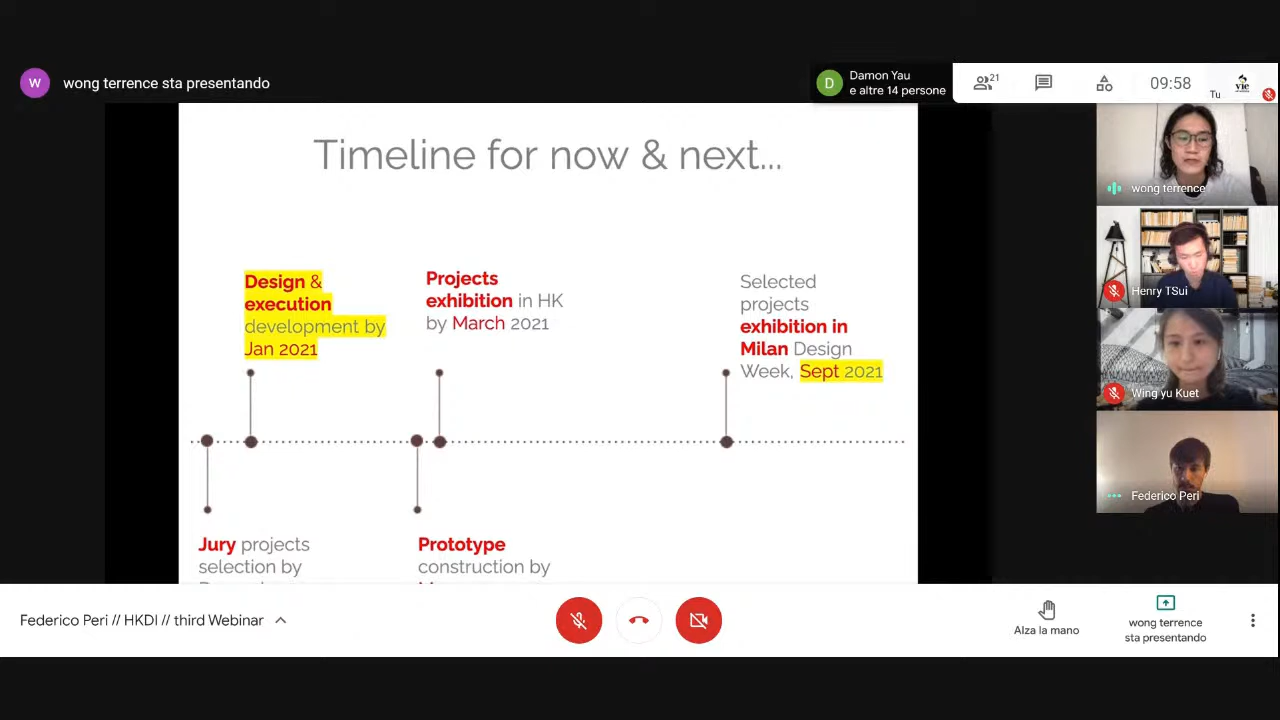 W
wong terrence sta presentando
D
Damon Yau
e altre 14 persone
21
09:58
Tu
vie
Timeline for now & next...
Design &
execution
development by
Jan 2021
Projects
exhibition in HK
by March 2021
Selected
projects
exhibition in
Milan Design
Week, Sept 2021
Jury projects
selection by
Prototype
construction by
wong terrence
Henry TSui
Wing yu Kuet
Federico Peri
Federico Peri // HKDI // third Webinar
Alza la mano
wong terrence
sta presentando